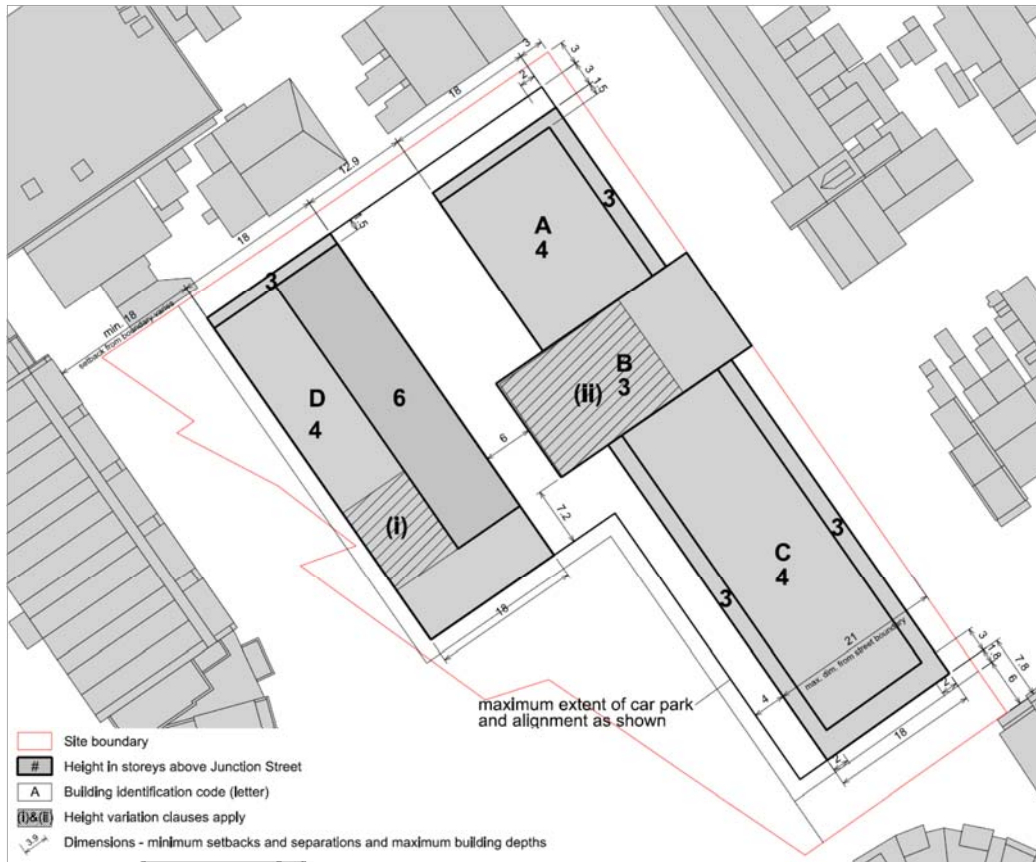 3
3
3
1.5
2
18
12.9
18
1.5
min. 18
setback from boundary varies
3
3
A
4
D
4
6
B
3
(ii)
(i)
6
7.2
18
C
4
3
3
21
max. dim. from street boundary
4
3
1.8
6
7.8
2
18
2
maximum extent of car park
and alignment as shown
Site boundary
# Height in storeys above Junction Street
A Building identification code (letter)
(i)&(ii) Height variation clauses apply
3.9 Dimensions - minimum setbacks and separations and maximum building depths